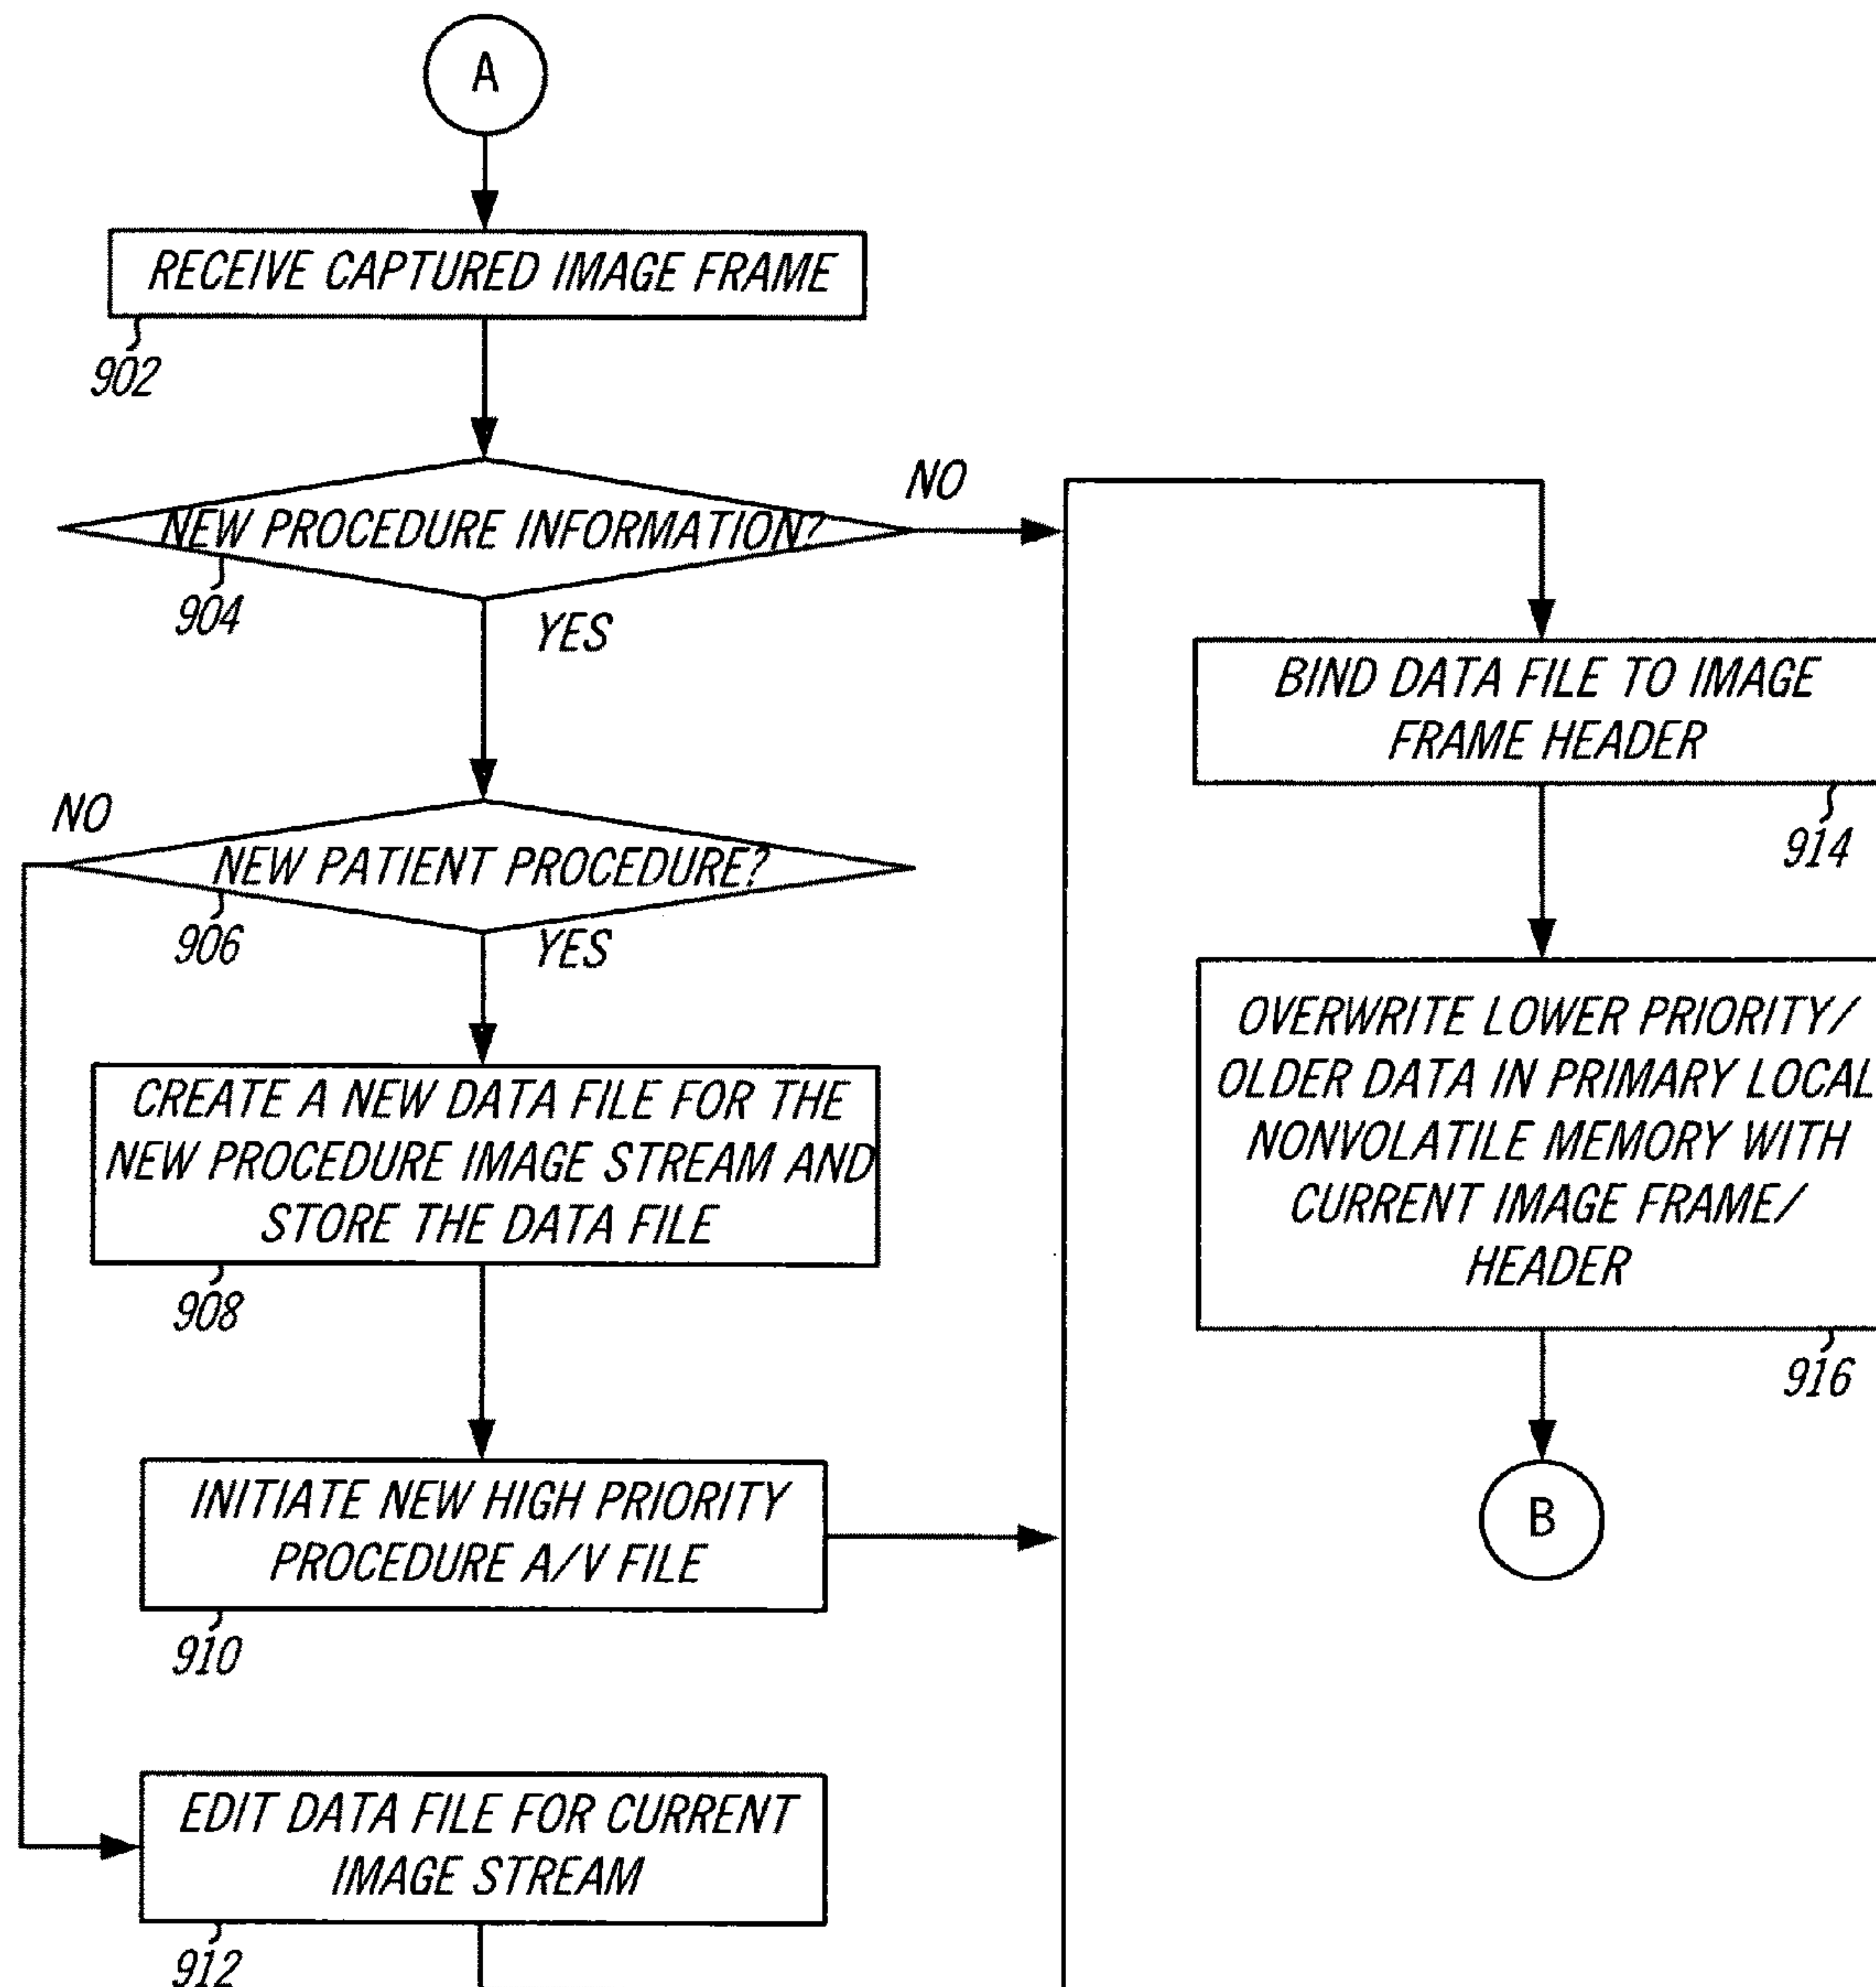 A
RECEIVE CAPTURED IMAGE FRAME
902
NEW PROCEDURE INFORMATION?
NO
904
YES
NEW PATIENT PROCEDURE?
NO
906
YES
CREATE A NEW DATA FILE FOR THE
NEW PROCEDURE IMAGE STREAM AND
STORE THE DATA FILE
908
INITIATE NEW HIGH PRIORITY
PROCEDURE A/V FILE
910
EDIT DATA FILE FOR CURRENT
IMAGE STREAM
912
BIND DATA FILE TO IMAGE
FRAME HEADER
914
OVERWRITE LOWER PRIORITY/
OLDER DATA IN PRIMARY LOCAL
NONVOLATILE MEMORY WITH
CURRENT IMAGE FRAME/
HEADER
916
B